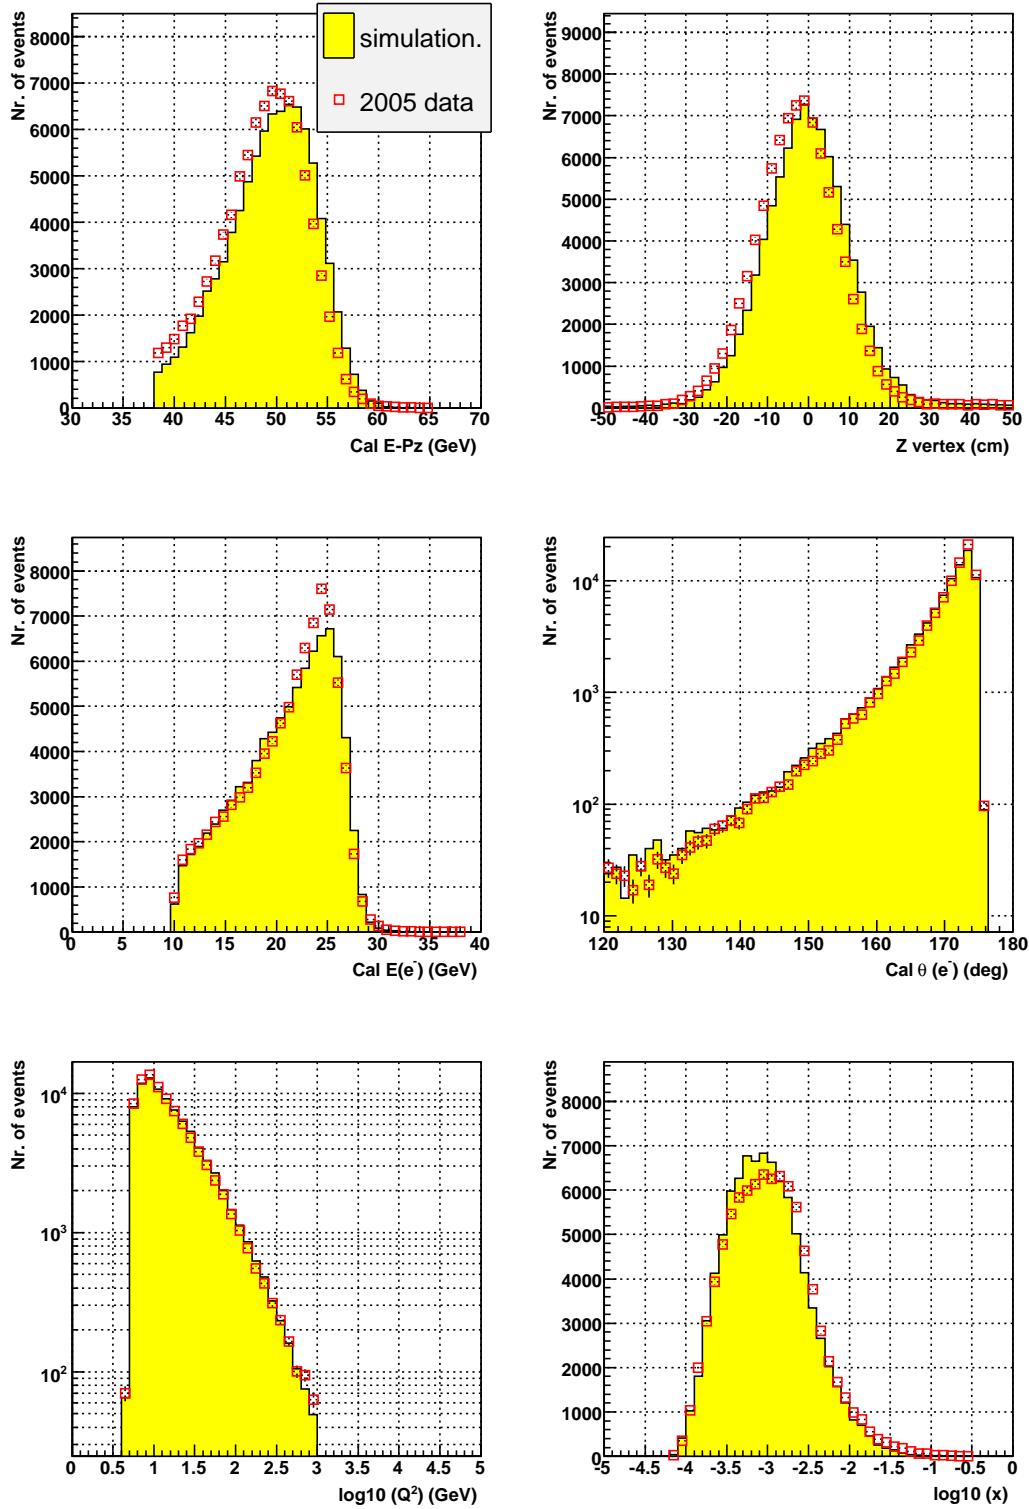 Nr. of events
8000
7000
6000
5000
4000
3000
2000
1000
0
30 40 45 50 55 60 65 70
Cal E-Pz (GeV)
simulation.
2005 data
Nr. of events
9000
8000
7000
6000
5000
4000
3000
2000
1000
0
-50 -40 -30 -20 -10 0 10 20 30 40 50
Z vertex (cm)
Nr. of events
8000
7000
6000
5000
4000
3000
2000
1000
0
0 5 10 15 20 25 30 35 40
Cal E(e⁻) (GeV)
Nr. of events
10⁴
10³
10²
10
120 130 140 150 160 170 180
Cal θ (e⁻) (deg)
Nr. of events
10⁴
10³
10²
0 0.5 1 1.5 2 2.5 3 3.5 4 4.5 5
log10 (Q²) (GeV)
Nr. of events
8000
7000
6000
5000
4000
3000
2000
1000
0
-5 -4.5 -4 -3.5 -3 -2.5 -2 -1.5 -1 -0.5 0
log10 (x)